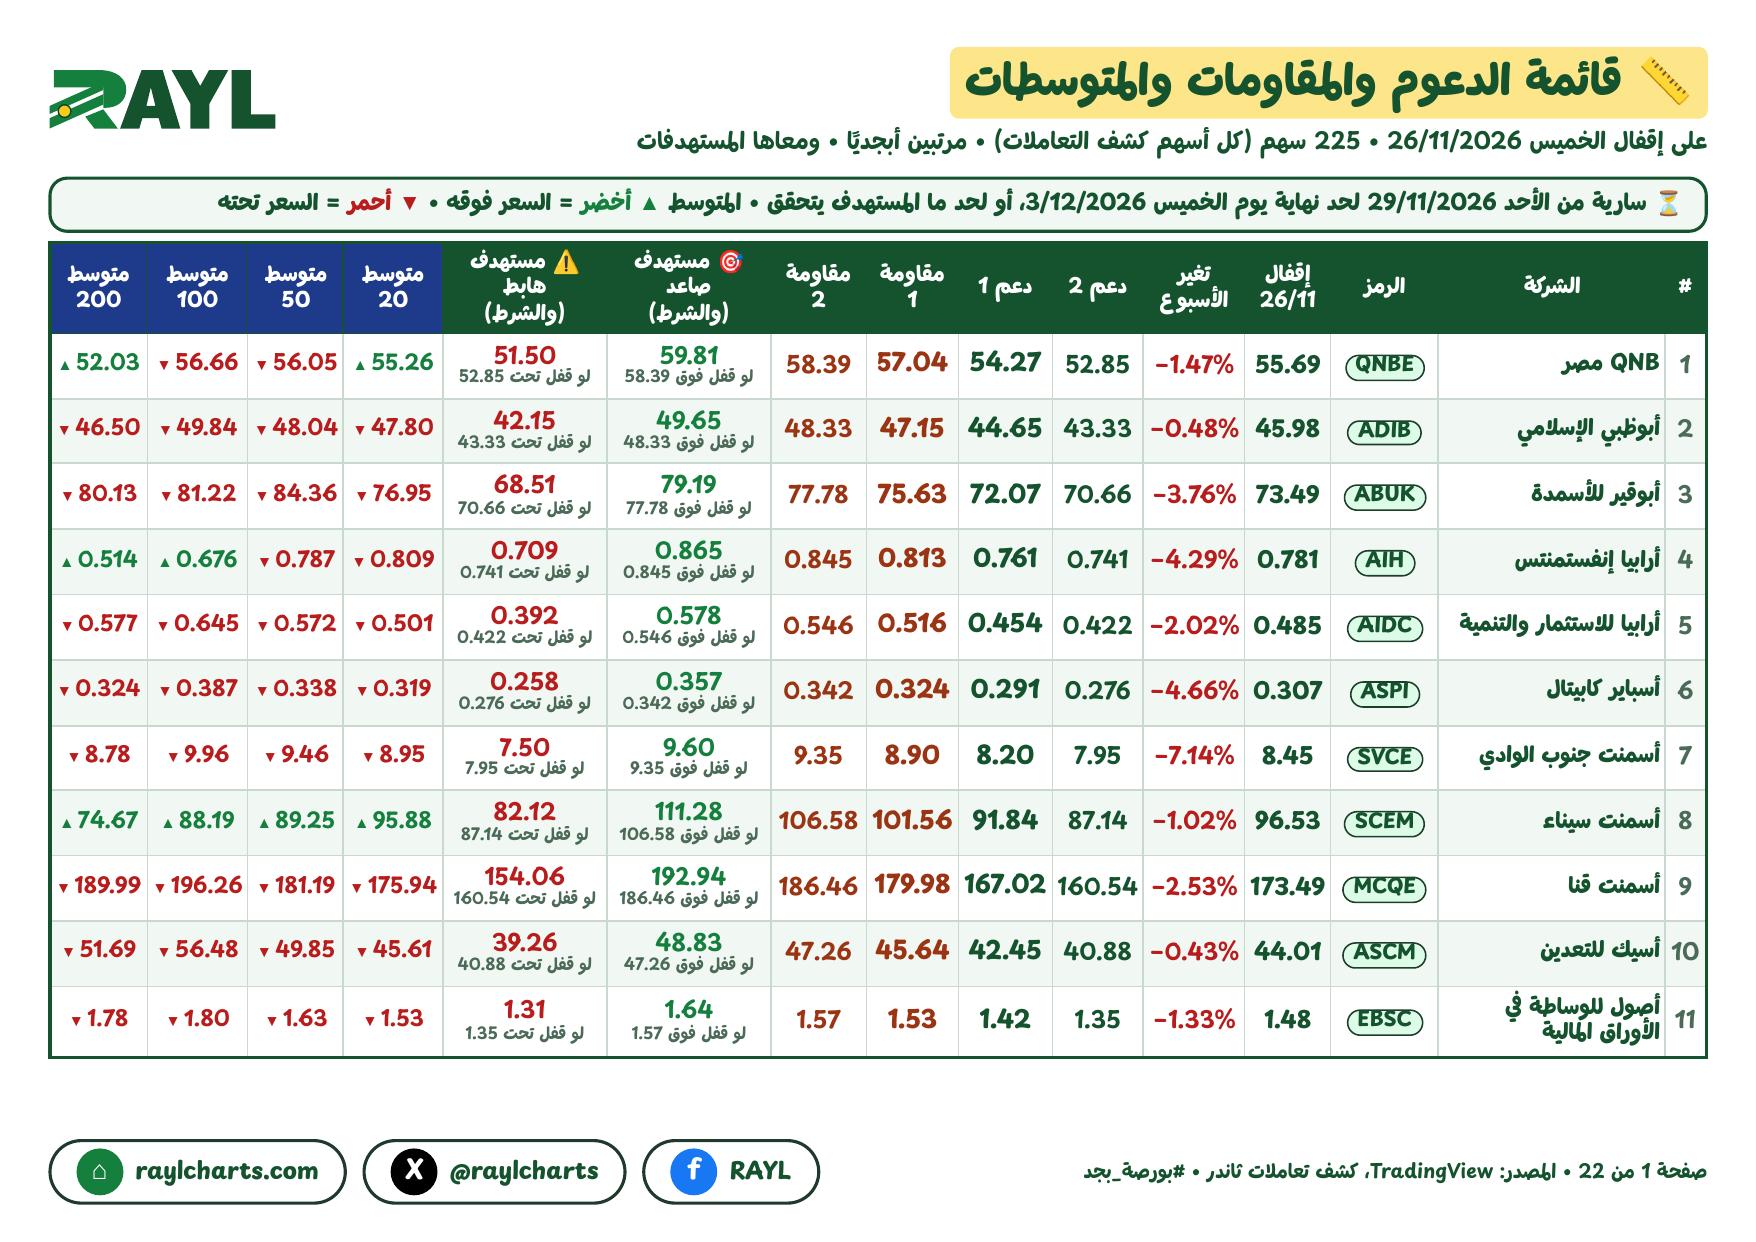 RAYL
📏 قائمة الدعوم والمقاومات والمتوسطات
على إقفال الخميس 26/11/2026 • 225 سهم (كل أسهم كشف التعاملات) • مرتبين أبجديًا • ومعاها المستهدفات
⏳ سارية من الأحد 29/11/2026 لحد نهاية يوم الخميس 3/12/2026، أو لحد ما المستهدف يتحقق • المتوسط ▲ أخضر = السعر فوقه • ▼ أحمر = السعر تحته
# الشركة الرمز إقفال 26/11 تغير الأسبوع دعم 2 دعم 1 مقاومة 1 مقاومة 2 🎯 مستهدف صاعد (والشرط) ⚠️ مستهدف هابط (والشرط) متوسط 20 متوسط 50 متوسط 100 متوسط 200
1 QNB مصر QNBE 55.69 −1.47% 52.85 54.27 57.04 58.39 59.81 لو قفل فوق 58.39 51.50 لو قفل تحت 52.85 55.26 ▲ 56.05 ▼ 56.66 ▼ 52.03 ▲
2 أبوظبي الإسلامي ADIB 45.98 −0.48% 43.33 44.65 47.15 48.33 49.65 لو قفل فوق 48.33 42.15 لو قفل تحت 43.33 47.80 ▼ 48.04 ▼ 49.84 ▼ 46.50 ▼
3 أبوقير للأسمدة ABUK 73.49 −3.76% 70.66 72.07 75.63 77.78 79.19 لو قفل فوق 77.78 68.51 لو قفل تحت 70.66 76.95 ▼ 84.36 ▼ 81.22 ▼ 80.13 ▼
4 أرابيا إنفستمنتس AIH 0.781 −4.29% 0.741 0.761 0.813 0.845 0.865 لو قفل فوق 0.845 0.709 لو قفل تحت 0.741 0.809 ▼ 0.787 ▼ 0.676 ▲ 0.514 ▲
5 أرابيا للاستثمار والتنمية AIDC 0.485 −2.02% 0.422 0.454 0.516 0.546 0.578 لو قفل فوق 0.546 0.392 لو قفل تحت 0.422 0.501 ▼ 0.572 ▼ 0.645 ▼ 0.577 ▼
6 أسباير كابيتال ASPI 0.307 −4.66% 0.276 0.291 0.324 0.342 0.357 لو قفل فوق 0.342 0.258 لو قفل تحت 0.276 0.319 ▼ 0.338 ▼ 0.387 ▼ 0.324 ▼
7 أسمنت جنوب الوادي SVCE 8.45 −7.14% 7.95 8.20 8.90 9.35 9.60 لو قفل فوق 9.35 7.50 لو قفل تحت 7.95 8.95 ▼ 9.46 ▼ 9.96 ▼ 8.78 ▼
8 أسمنت سيناء SCEM 96.53 −1.02% 87.14 91.84 101.56 106.58 111.28 لو قفل فوق 106.58 82.12 لو قفل تحت 87.14 95.88 ▲ 89.25 ▲ 88.19 ▲ 74.67 ▲
9 أسمنت قنا MCQE 173.49 −2.53% 160.54 167.02 179.98 186.46 192.94 لو قفل فوق 186.46 154.06 لو قفل تحت 160.54 175.94 ▼ 181.19 ▼ 196.26 ▼ 189.99 ▼
10 أسيك للتعدين ASCM 44.01 −0.43% 40.88 42.45 45.64 47.26 48.83 لو قفل فوق 47.26 39.26 لو قفل تحت 40.88 45.61 ▼ 49.85 ▼ 56.48 ▼ 51.69 ▼
11 أصول للوساطة في الأوراق المالية EBSC 1.48 −1.33% 1.35 1.42 1.53 1.57 1.64 لو قفل فوق 1.57 1.31 لو قفل تحت 1.35 1.53 ▼ 1.63 ▼ 1.80 ▼ 1.78 ▼
صفحة 1 من 22 • المصدر: TradingView، كشف تعاملات ثاندر • #بورصة_بجد
f RAYL
X @raylcharts
⌂ raylcharts.com